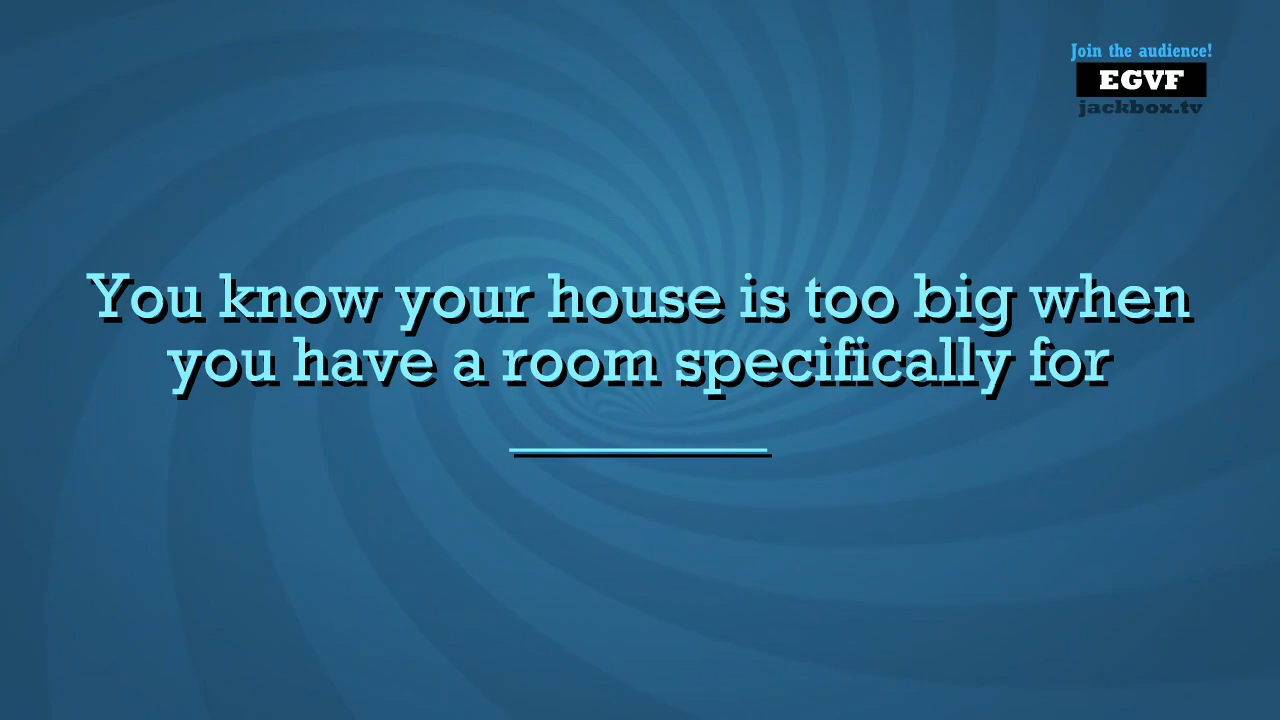 Join the audience!
EGVF
jackbox.tv
You know your house is too big when
you have a room specifically for